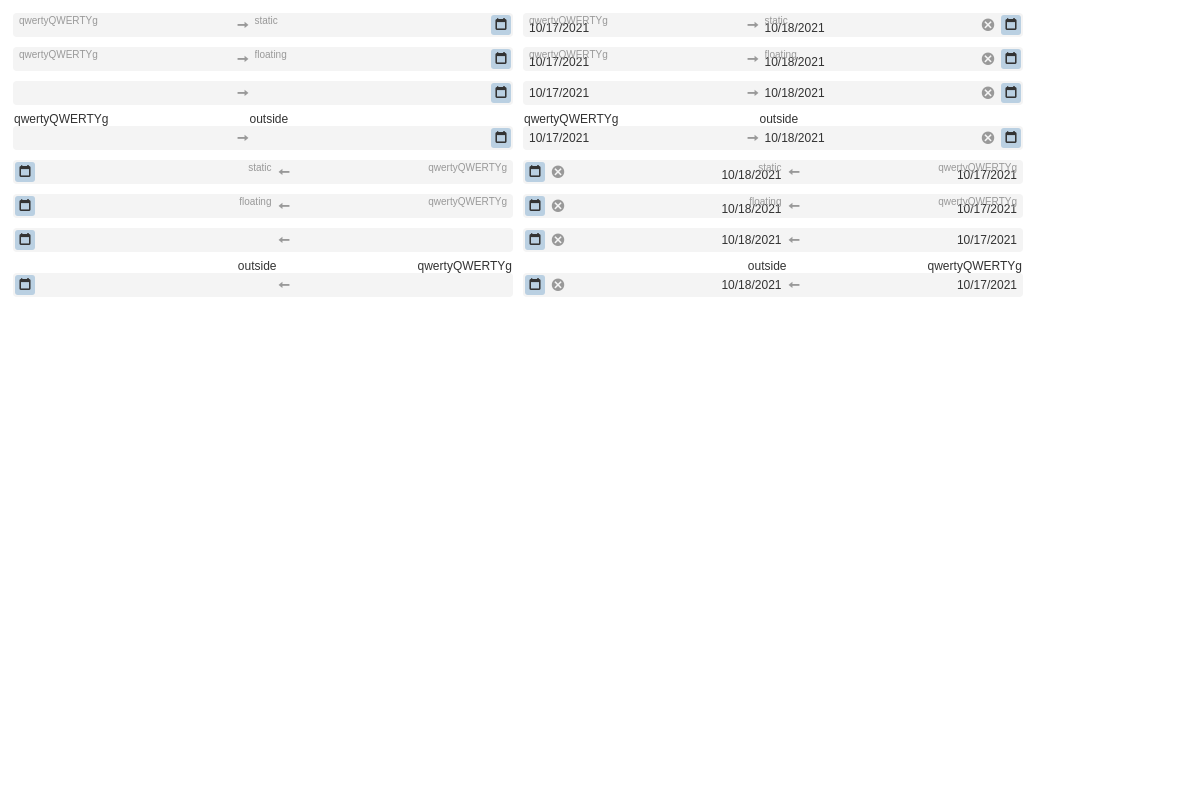 qwertyQWERTYg static qwertyQWERTYg static
10/17/2021 10/18/2021
qwertyQWERTYg floating qwertyQWERTYg floating
10/17/2021 10/18/2021
10/17/2021 10/18/2021
qwertyQWERTYg outside qwertyQWERTYg outside
10/17/2021 10/18/2021
static qwertyQWERTYg static qwertyQWERTYg
10/18/2021 10/17/2021
floating qwertyQWERTYg floating qwertyQWERTYg
10/18/2021 10/17/2021
10/18/2021 10/17/2021
outside qwertyQWERTYg outside qwertyQWERTYg
10/18/2021 10/17/2021